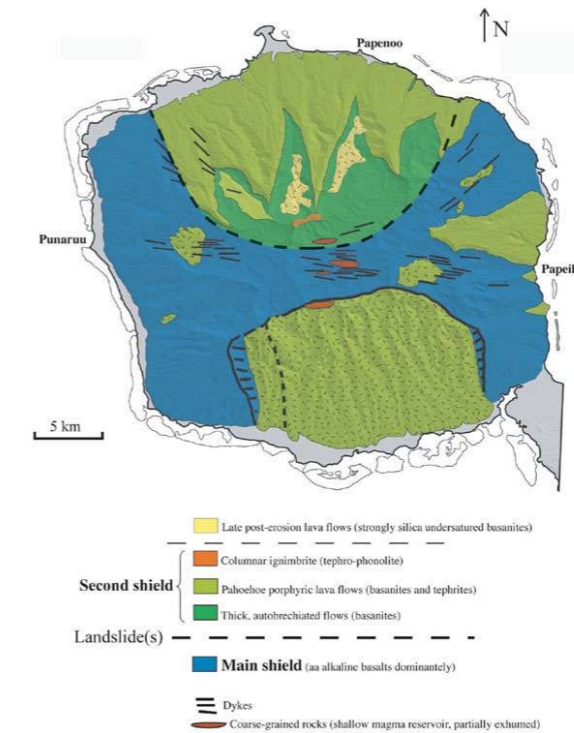 Papenoo
N
Punaruu
Papeil
5 km
Late post-erosion lava flows (strongly silica undersatured basanites)
Columnar ignimbrite (tephro-phonolite)
Second shield
Pahoehoe porphyric lava flows (basanites and tephrites)
Thick, autobrechiated flows (basanites)
Landslide(s)
Main shield (aa alkaline basalts dominantely)
Dykes
Coarse-grained rocks (shallow magma reservoir, partially exhumed)